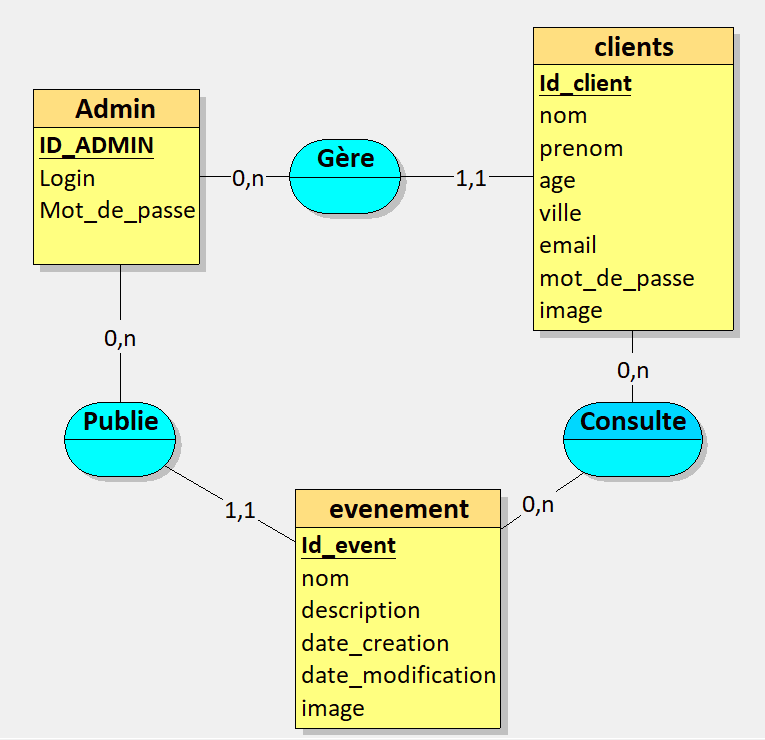 clients
Id_client
nom
prenom
age
ville
email
mot_de_passe
image
Admin
ID_ADMIN
Login
Mot_de_passe
0,n
Gère
1,1
0,n
0,n
Publie
Consulte
1,1
0,n
evenement
Id_event
nom
description
date_creation
date_modification
image